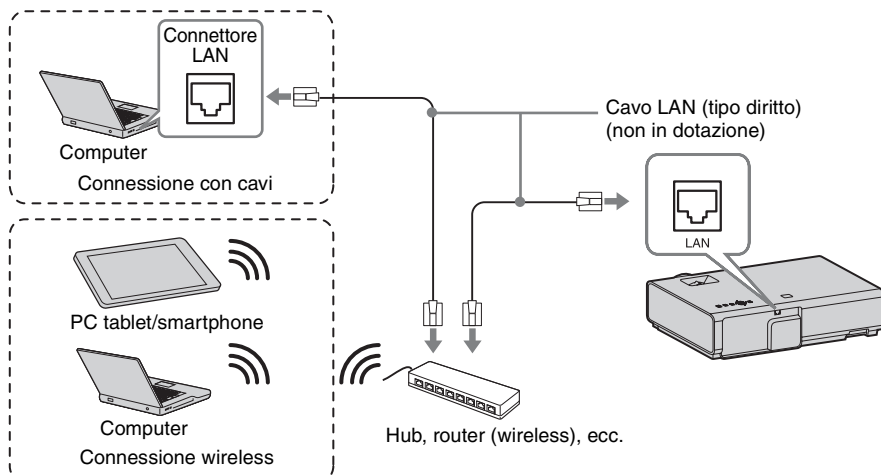 Connettore
LAN
Computer
Connessione con cavi
Cavo LAN (tipo diritto)
(non in dotazione)
LAN
PC tablet/smartphone
Computer
Connessione wireless
Hub, router (wireless), ecc.